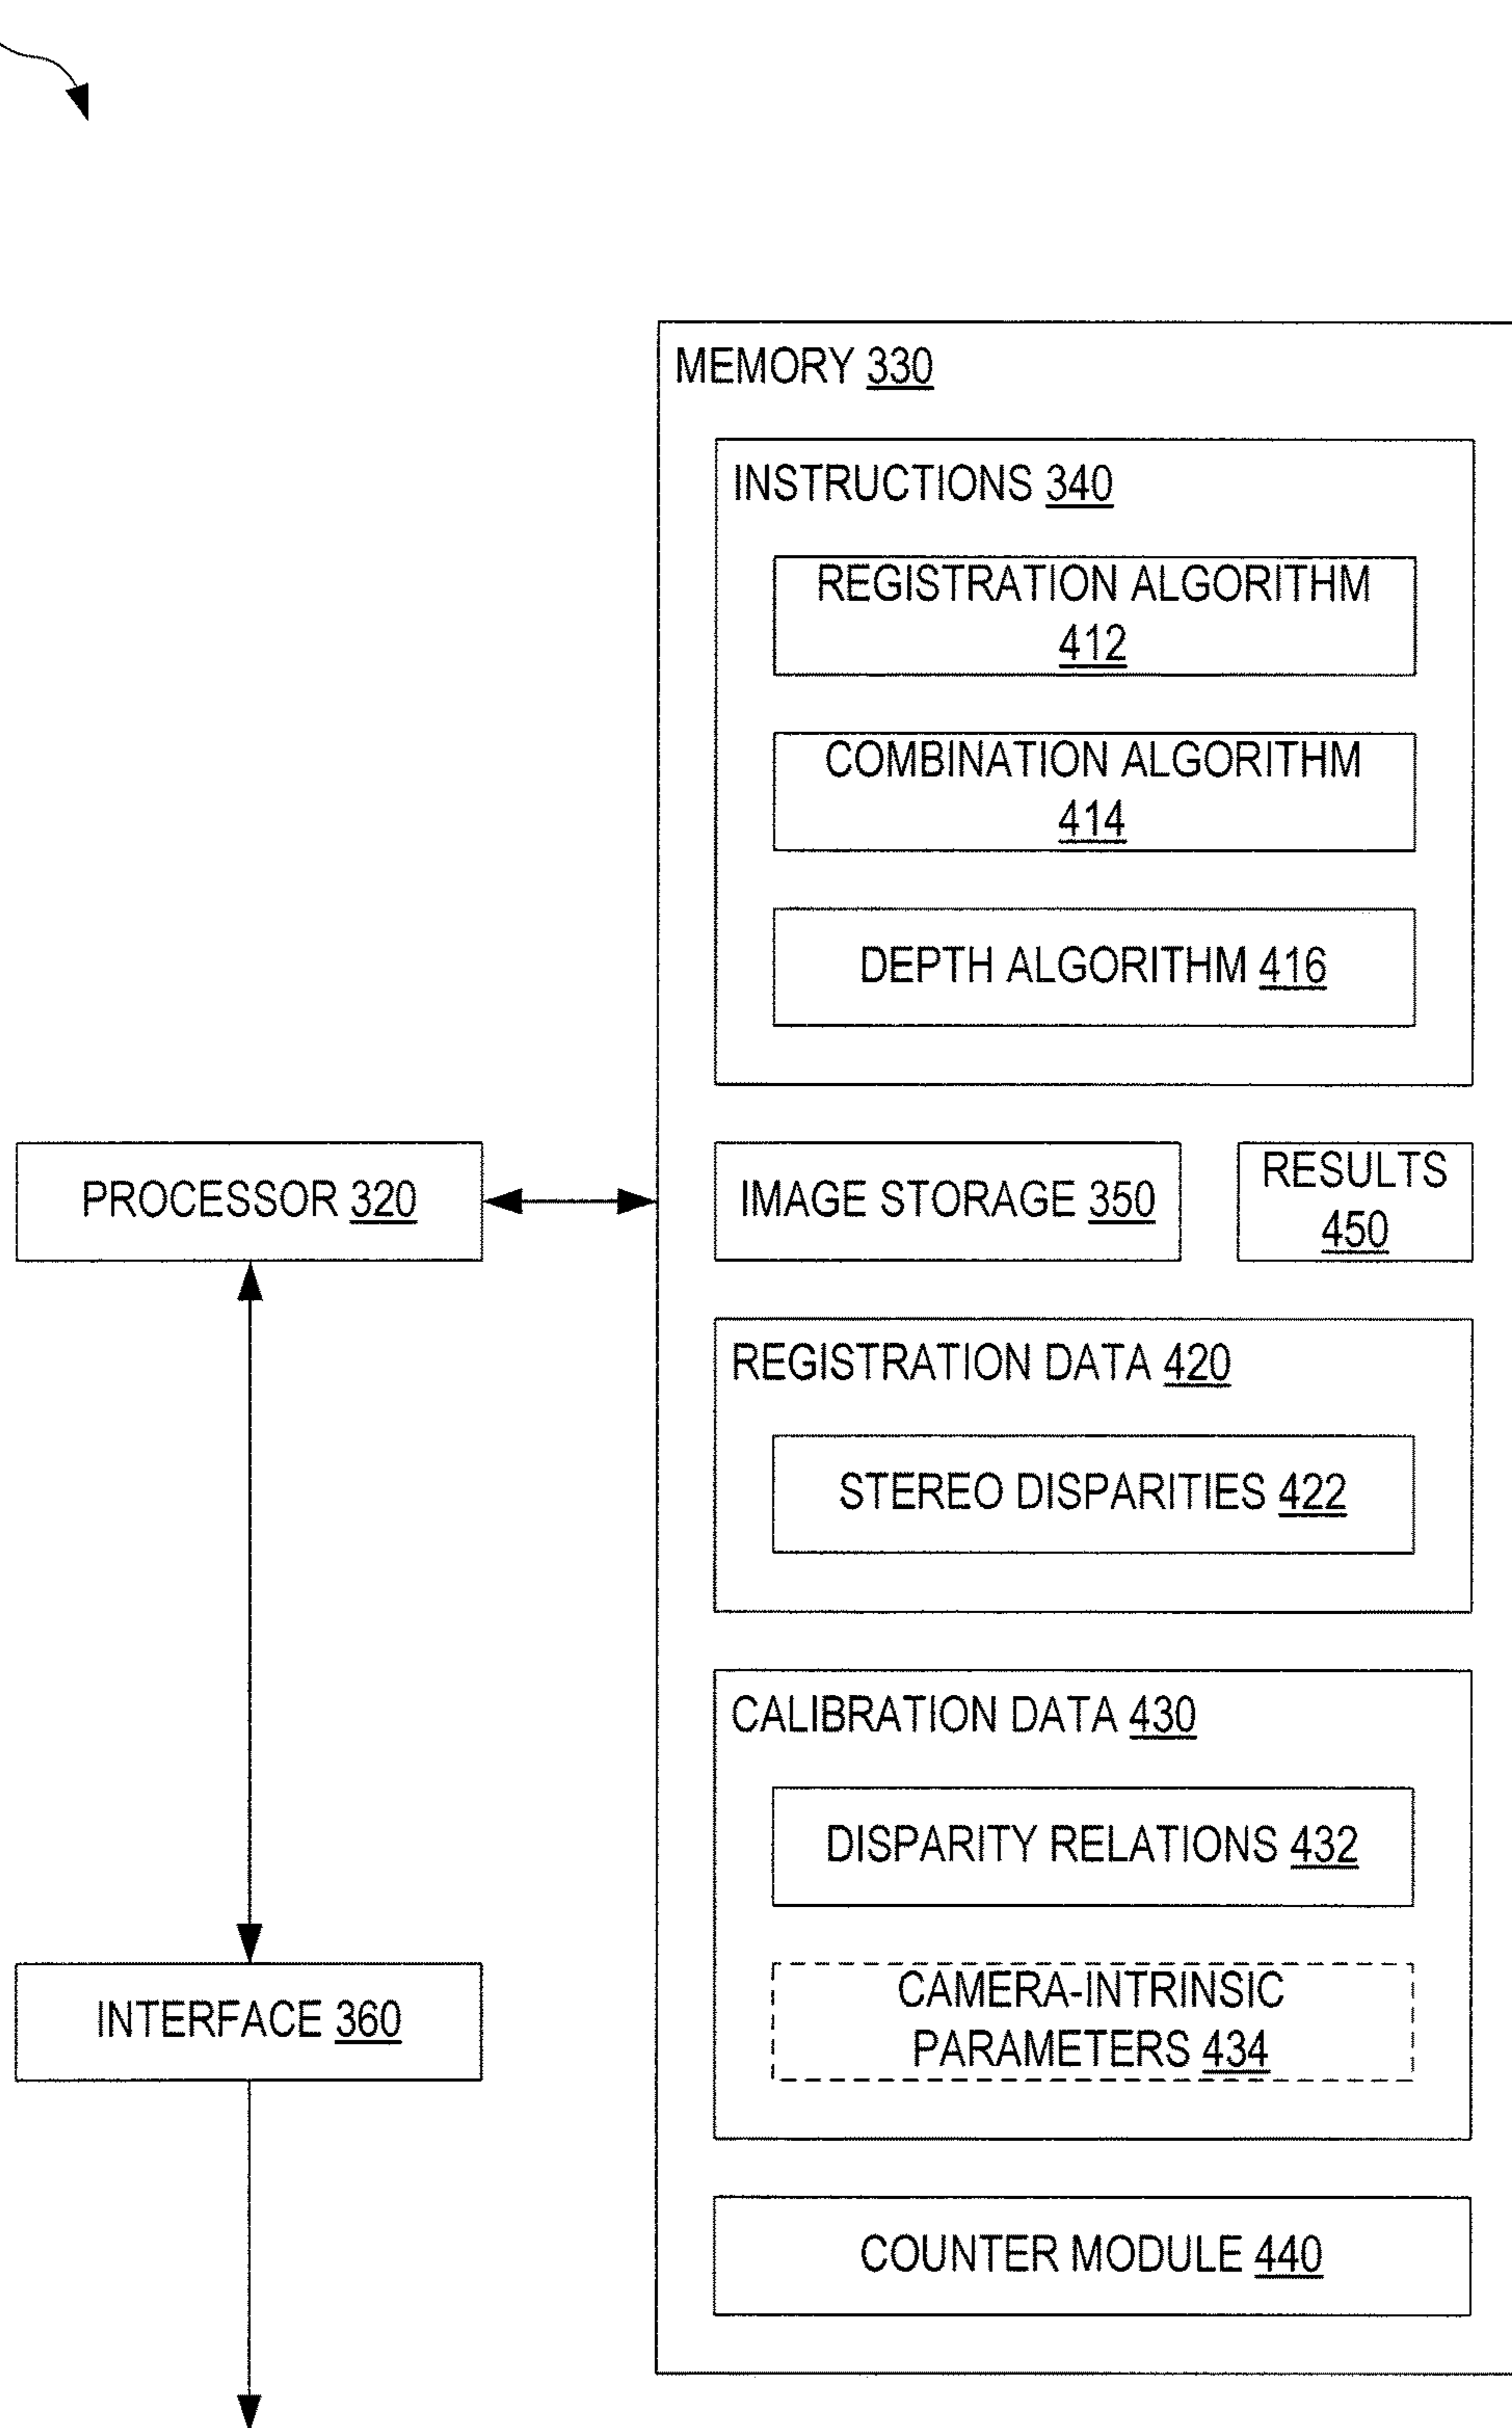 MEMORY 330
INSTRUCTIONS 340
REGISTRATION ALGORITHM
412
COMBINATION ALGORITHM
414
DEPTH ALGORITHM 416
PROCESSOR 320
IMAGE STORAGE 350
RESULTS
450
REGISTRATION DATA 420
STEREO DISPARITIES 422
CALIBRATION DATA 430
DISPARITY RELATIONS 432
CAMERA-INTRINSIC
PARAMETERS 434
INTERFACE 360
COUNTER MODULE 440